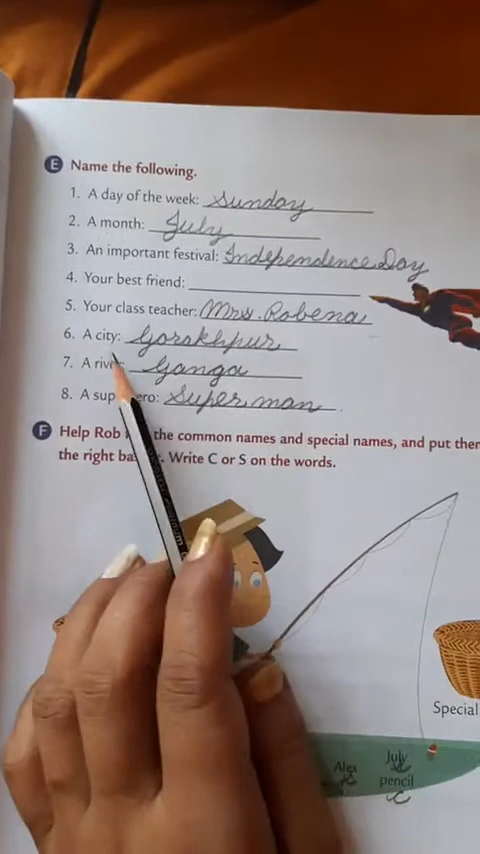 E Name the following.
1. A day of the week: Sunday
2. A month: July
3. An important festival: Independence Day
4. Your best friend:
5. Your class teacher: Mrs. Robena
6. A city: Gorakhpur
7. A river: Ganga
8. A sup ero: Superman
F Help Rob the common names and special names, and put ther
the right ba Write C or S on the words.
Special
Alex July
pencil
C